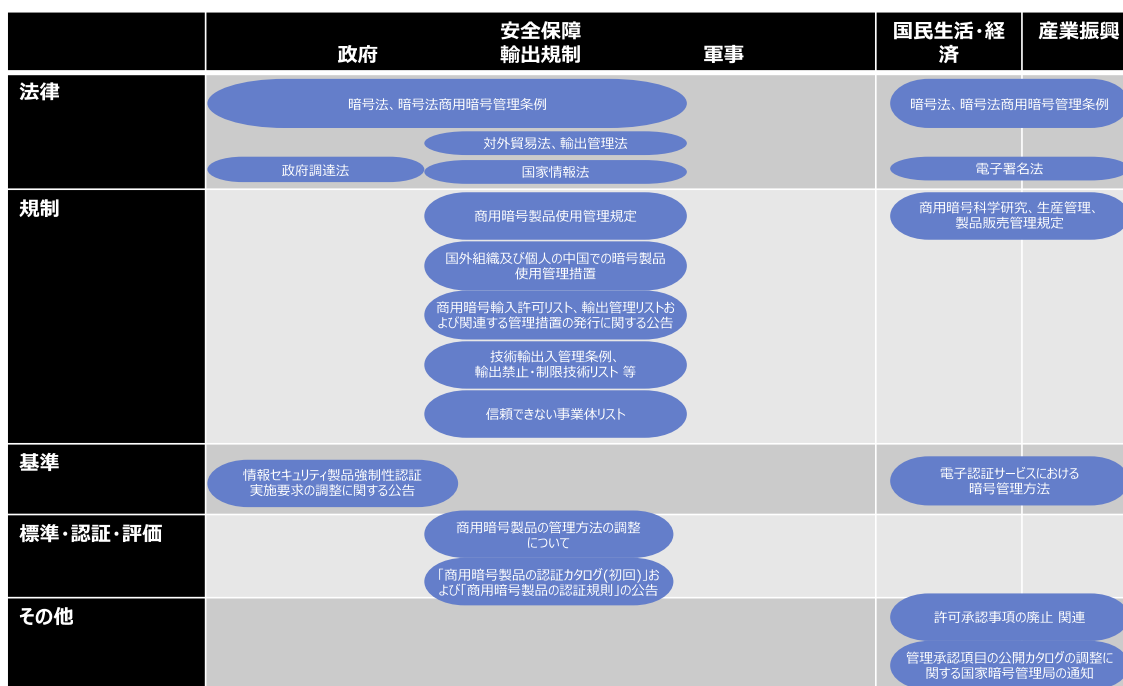 安全保障
政府 輸出規制 軍事
国民生活・経
済
産業振興
法律
暗号法、暗号法商用暗号管理条例
暗号法、暗号法商用暗号管理条例
対外貿易法、輸出管理法
政府調達法
国家情報法
電子署名法
規制
商用暗号製品使用管理規定
商用暗号科学研究、生産管理、
製品販売管理規定
国外組織及び個人の中国での暗号製品
使用管理措置
商用暗号輸入許可リスト、輸出管理リストお
よび関連する管理措置の発行に関する公告
技術輸出入管理条例、
輸出禁止・制限技術リスト 等
信頼できない事業体リスト
基準
情報セキュリティ製品強制性認証
実施要求の調整に関する公告
電子認証サービスにおける
暗号管理方法
標準・認証・評価
商用暗号製品の管理方法の調整
について
「商用暗号製品の認証カタログ(初回)」お
よび「商用暗号製品の認証規則」の公告
その他
許可承認事項の廃止 関連
管理承認項目の公開カタログの調整に
関する国家暗号管理局の通知